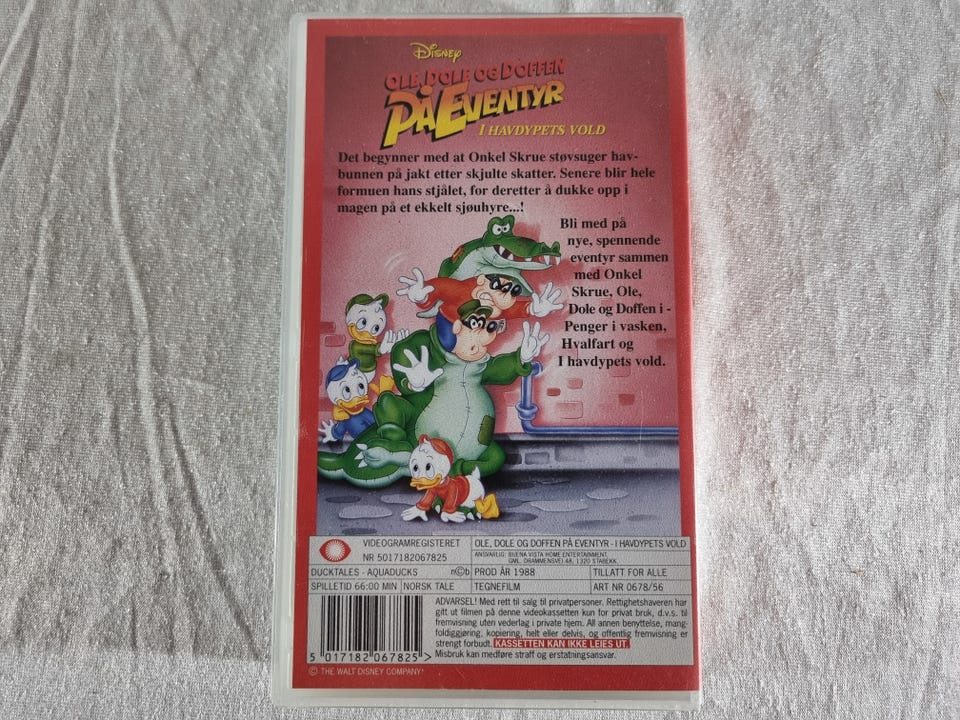 Disney
OLE, DOLE OG DOFFEN
PÅ EVENTYR
I HAVDYPETS VOLD
Det begynner med at Onkel Skrue støvsuger hav-
bunnen på jakt etter skjulte skatter. Senere blir hele
formuen hans stjålet, for deretter å dukke opp i
magen på et ekkelt sjøuhyre...!
Bli med på
nye, spennende
eventyr sammen
med Onkel
Skrue, Ole,
Dole og Doffen i -
Penger i vasken,
Hvalfart og
I havdypets vold.
VIDEOGRAMREGISTERET
NR 5017182067825
OLE, DOLE OG DOFFEN PÅ EVENTYR - I HAVDYPETS VOLD
ANSVARLIG: BUENA VISTA HOME ENTERTAINMENT,
GML. DRAMMENSVEI 48, 1320 STABEKK.
DUCKTALES - AQUADUCKS n©b PROD ÅR 1988 TILLATT FOR ALLE
SPILLETID 66:00 MIN NORSK TALE TEGNEFILM ART NR 0678/56
ADVARSEL! Med rett til salg til privatpersoner. Rettighetshaveren har
gitt ut filmen på denne videokassetten kun for privat bruk, d.v.s. til
fremvisning uten vederlag i private hjem. All annen benyttelse, mang-
foldiggjøring, kopiering, helt eller delvis, og offentlig fremvisning er
strengt forbudt. KASSETTEN KAN IKKE LEIES UT.
Misbruk kan medføre straff og erstatningsansvar.
5 017182 067825 >
© THE WALT DISNEY COMPANY